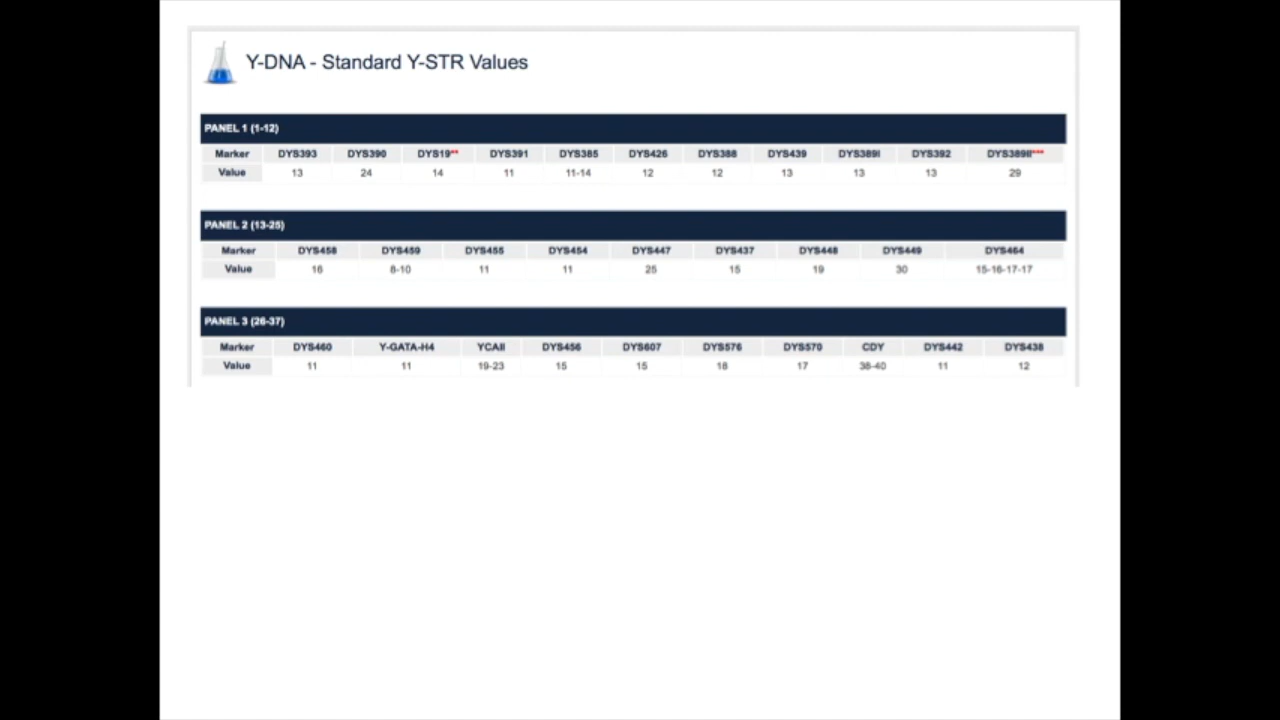 Y-DNA - Standard Y-STR Values
PANEL 1 (1-12)
Marker DYS393 DYS390 DYS19** DYS391 DYS385 DYS426 DYS388 DYS439 DYS389I DYS392 DYS389II***
Value 13 24 14 11 11-14 12 12 13 13 13 29
PANEL 2 (13-25)
Marker DYS458 DYS459 DYS455 DYS454 DYS447 DYS437 DYS448 DYS449 DYS464
Value 16 8-10 11 11 25 15 19 30 15-16-17-17
PANEL 3 (26-37)
Marker DYS460 Y-GATA-H4 YCAII DYS456 DYS607 DYS576 DYS570 CDY DYS442 DYS438
Value 11 11 19-23 15 15 18 17 38-40 11 12